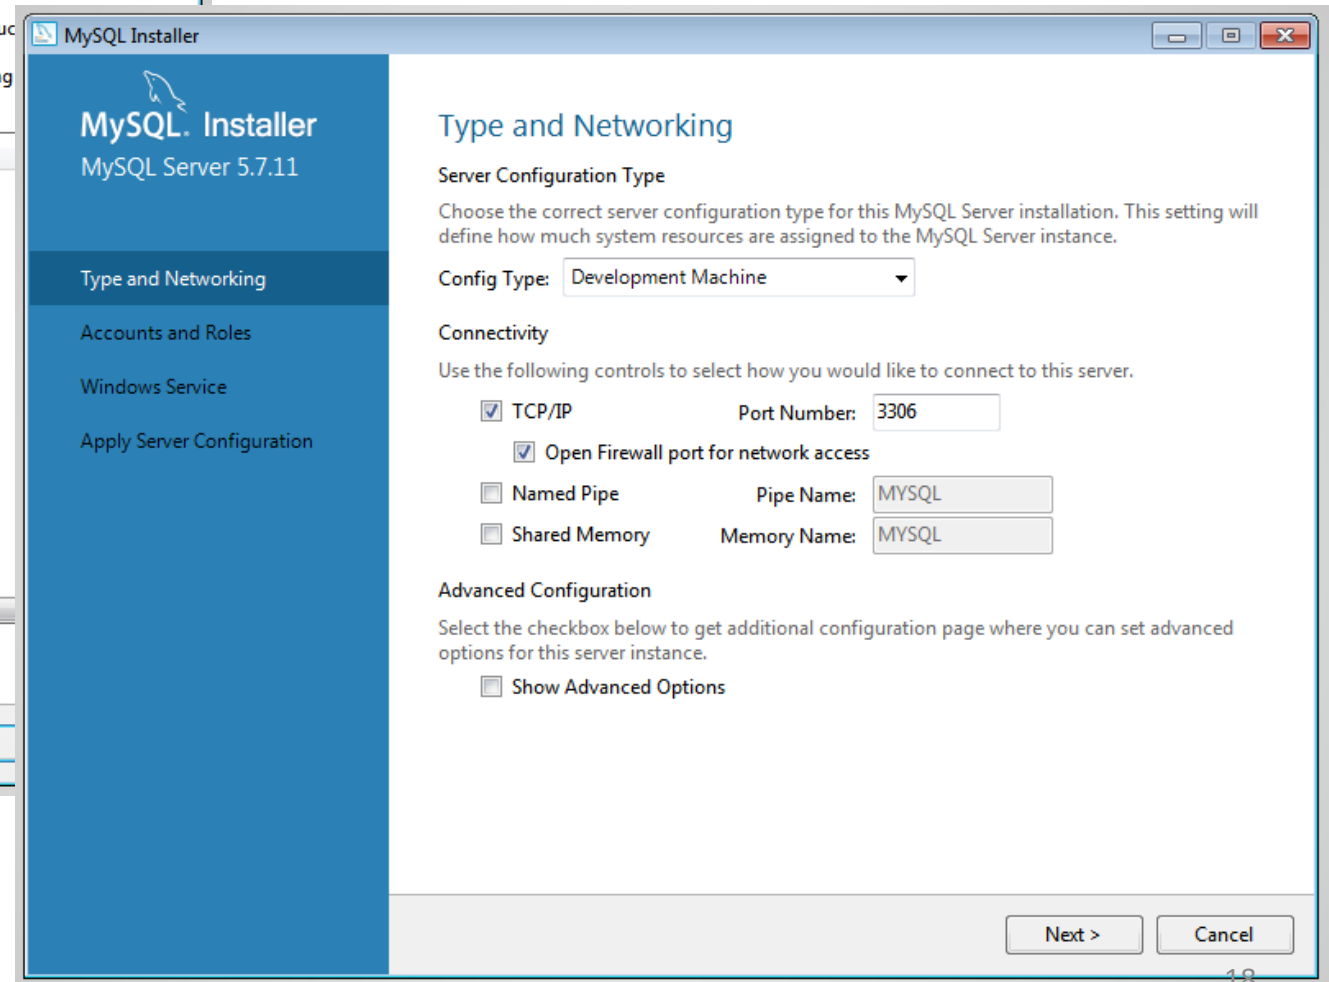 MySQL Installer
MySQL. Installer
MySQL Server 5.7.11
Type and Networking
Accounts and Roles
Windows Service
Apply Server Configuration
Type and Networking
Server Configuration Type
Choose the correct server configuration type for this MySQL Server installation. This setting will
define how much system resources are assigned to the MySQL Server instance.
Config Type: Development Machine
Connectivity
Use the following controls to select how you would like to connect to this server.
TCP/IP Port Number: 3306
Open Firewall port for network access
Named Pipe Pipe Name: MYSQL
Shared Memory Memory Name: MYSQL
Advanced Configuration
Select the checkbox below to get additional configuration page where you can set advanced
options for this server instance.
Show Advanced Options
Next > Cancel
18